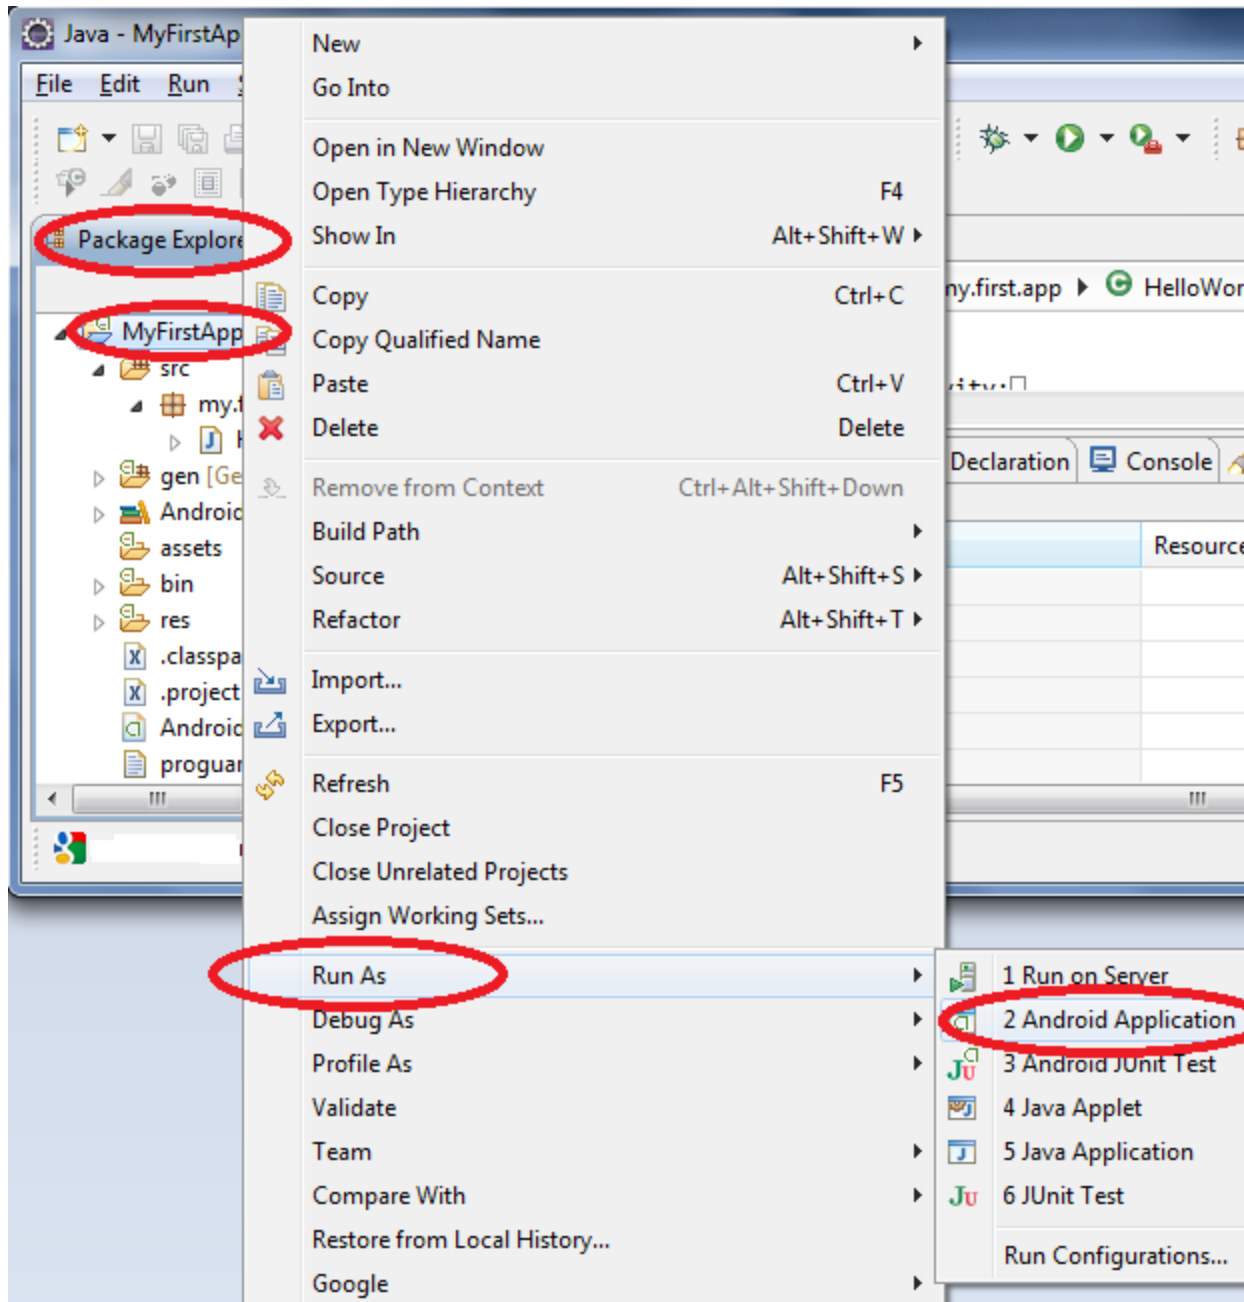 Java - MyFirstAp
File Edit Run
Package Explore
MyFirstApp
src
my.f
gen [Ge
Android
assets
bin
res
.classpa
.project
Android
proguar
New
Go Into
Open in New Window
Open Type Hierarchy F4
Show In Alt+Shift+W
Copy Ctrl+C
Copy Qualified Name
Paste Ctrl+V
Delete Delete
Remove from Context Ctrl+Alt+Shift+Down
Build Path
Source Alt+Shift+S
Refactor Alt+Shift+T
Import...
Export...
Refresh F5
Close Project
Close Unrelated Projects
Assign Working Sets...
Run As
Debug As
Profile As
Validate
Team
Compare With
Restore from Local History...
Google
my.first.app HelloWor
Declaration Console
Resource
1 Run on Server
2 Android Application
3 Android JUnit Test
4 Java Applet
5 Java Application
6 JUnit Test
Run Configurations...